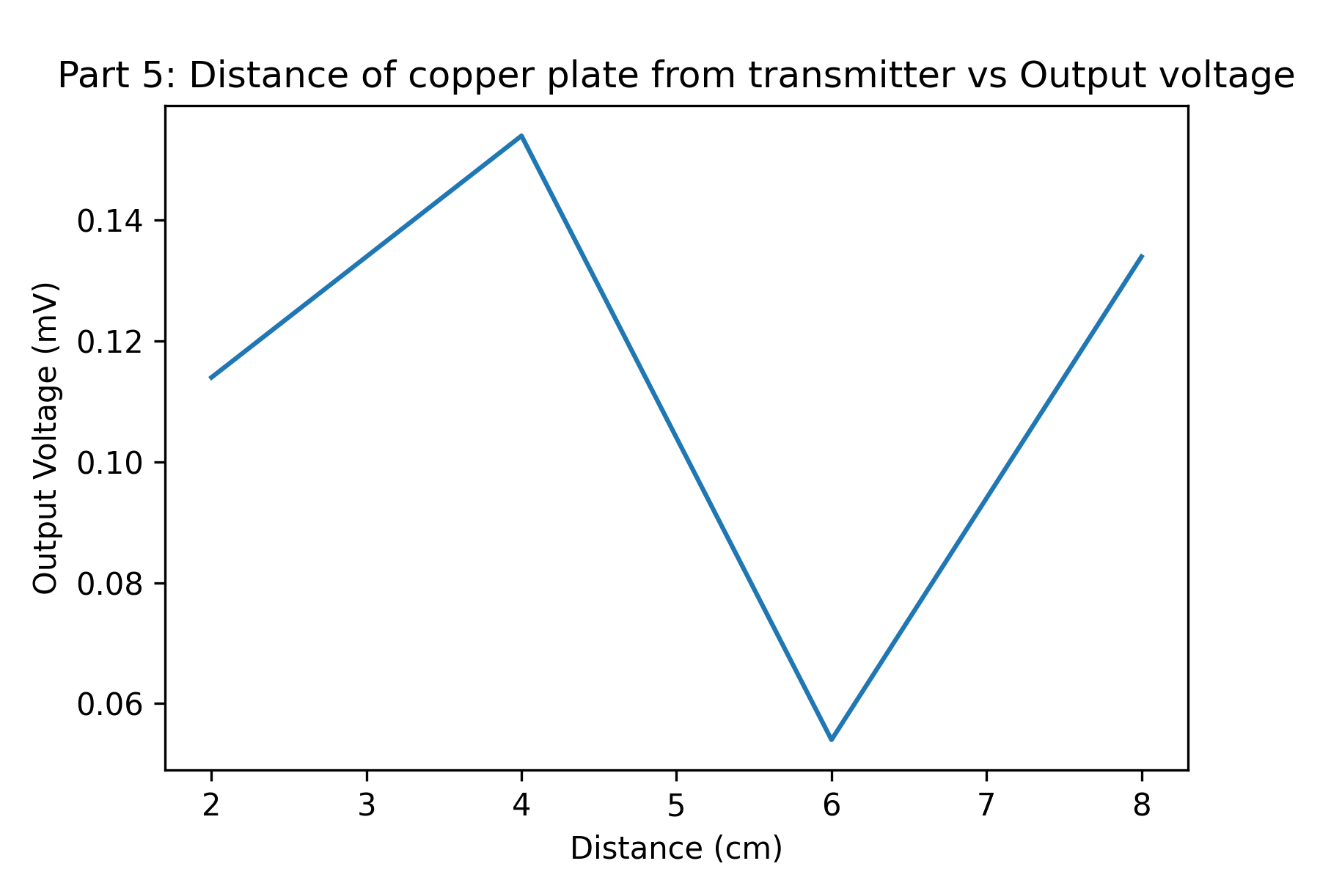 Part 5: Distance of copper plate from transmitter vs Output voltage
Output Voltage (mV)
0.14
0.12
0.10
0.08
0.06
2 3 4 5 6 7 8
Distance (cm)